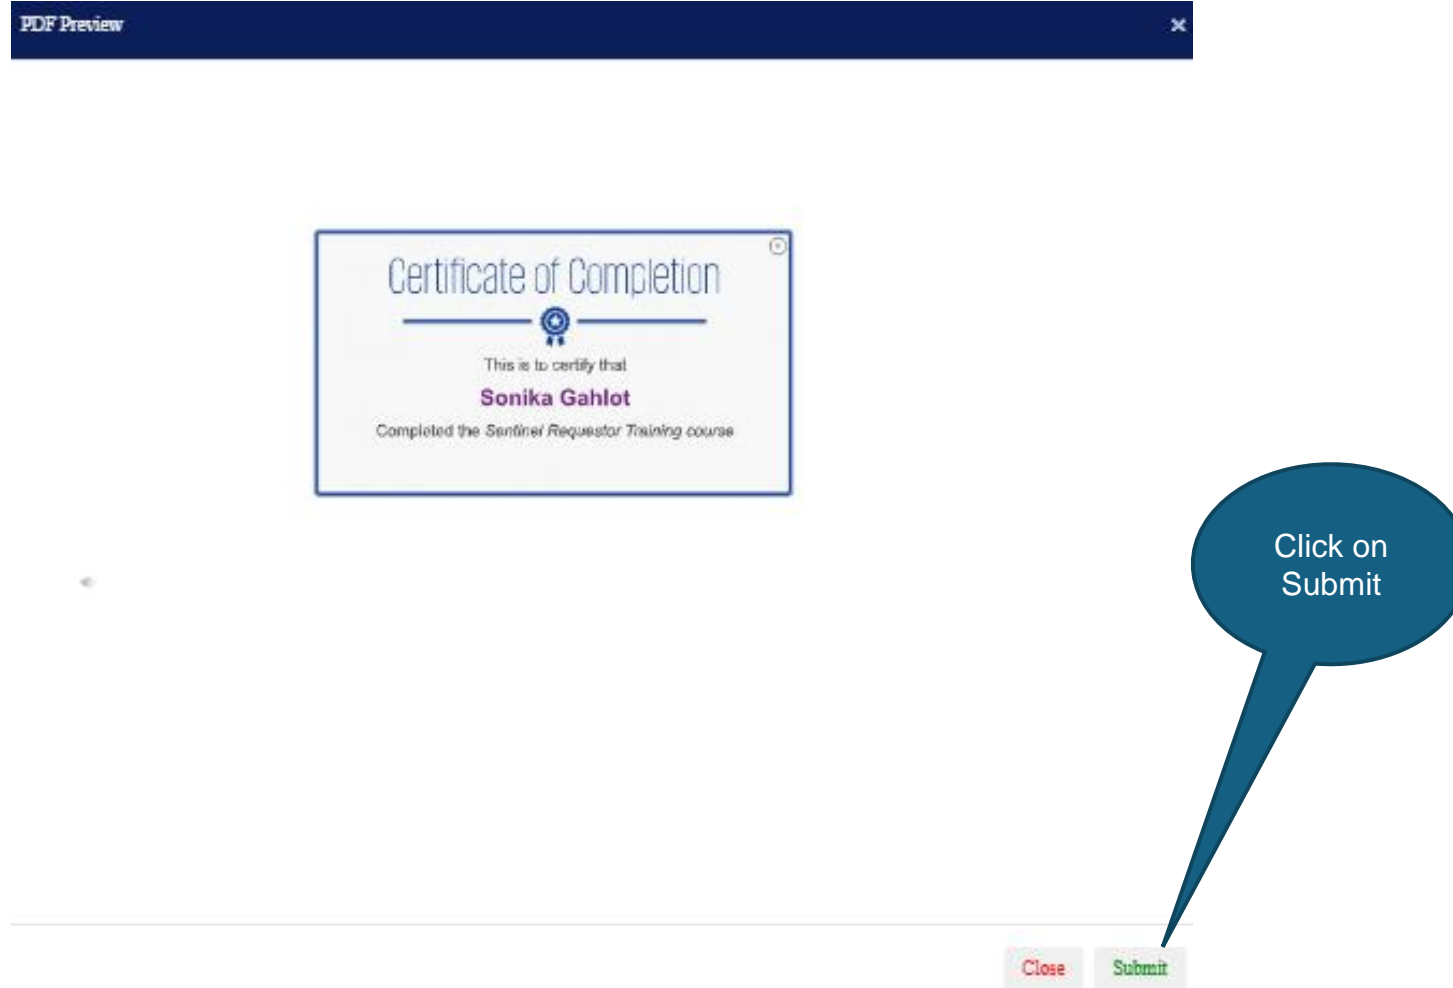 PDF Preview
Certificate of Completion
This is to certify that
Sonika Gahlot
Completed the Sentinel Requestor Training course
Click on
Submit
Close Submit